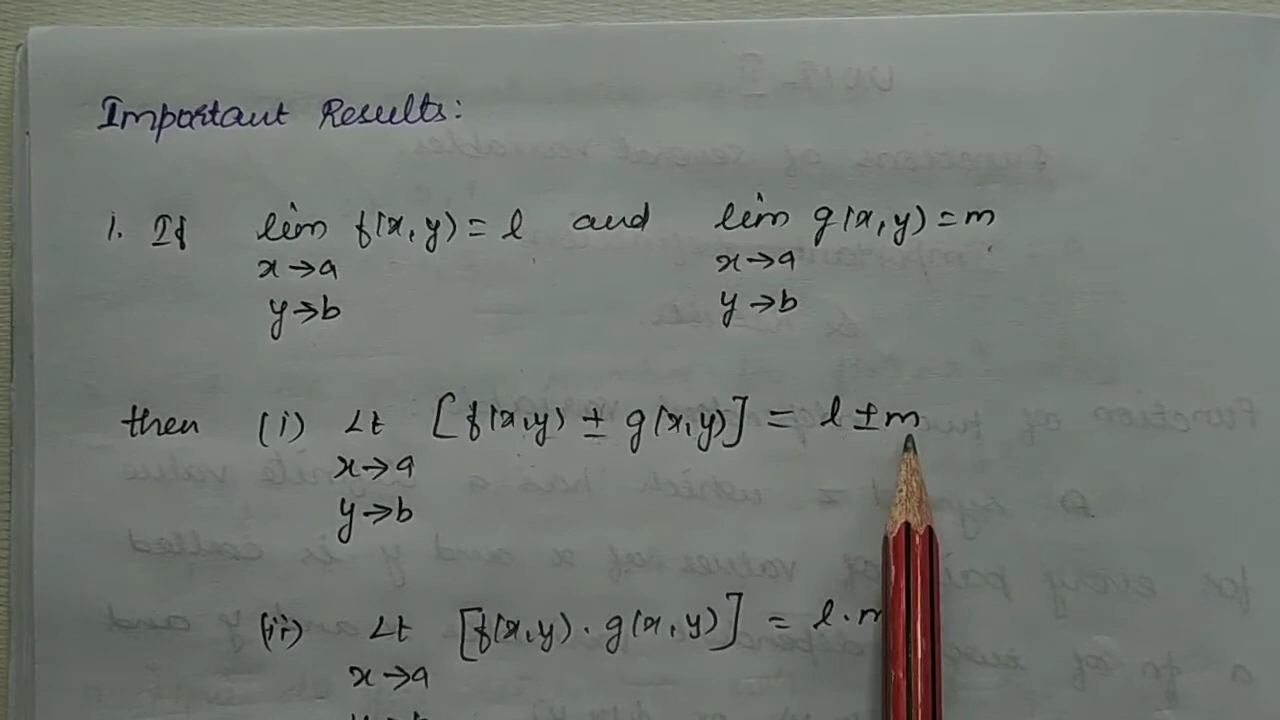 Important Results:
1. If lim f(x,y) = l and lim g(x,y) = m
x→a x→a
y→b y→b
then (i) Lt [f(x,y) ± g(x,y)] = l ± m
x→a
y→b
(ii) Lt [f(x,y) . g(x,y)] = l . m
x→a